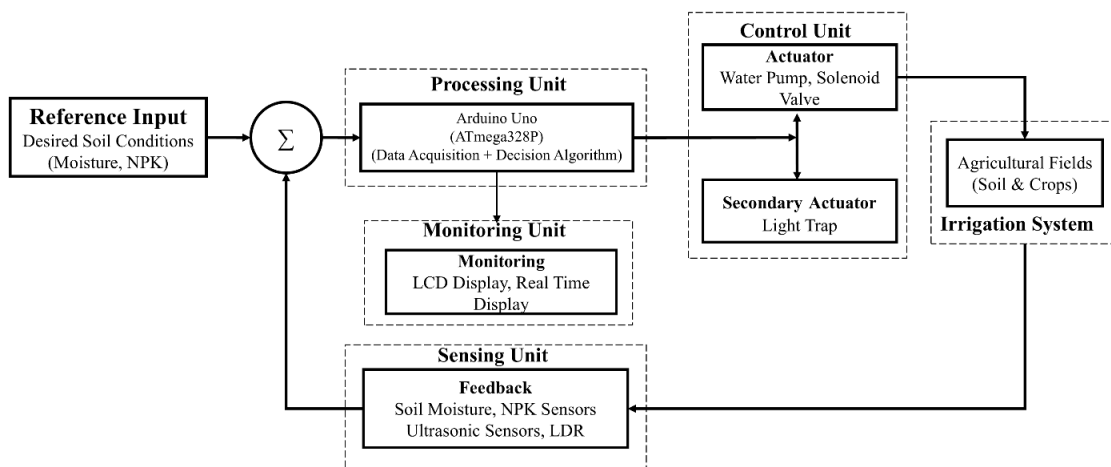 Reference Input
Desired Soil Conditions
(Moisture, NPK)
∑
Processing Unit
Arduino Uno
(ATmega328P)
(Data Acquisition + Decision Algorithm)
Monitoring Unit
Monitoring
LCD Display, Real Time
Display
Control Unit
Actuator
Water Pump, Solenoid
Valve
Secondary Actuator
Light Trap
Agricultural Fields
(Soil & Crops)
Irrigation System
Sensing Unit
Feedback
Soil Moisture, NPK Sensors
Ultrasonic Sensors, LDR